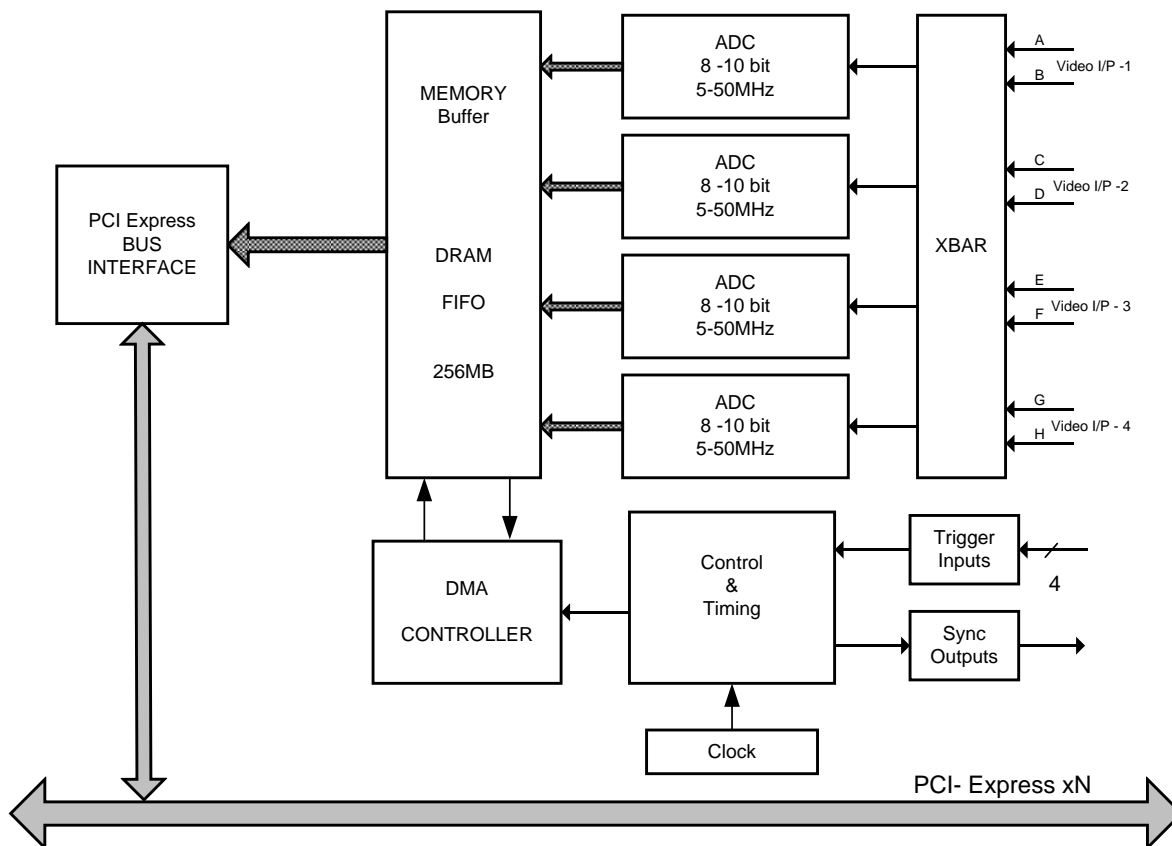 MEMORY
Buffer
DRAM
FIFO
256MB
ADC
8 -10 bit
5-50MHz
ADC
8 -10 bit
5-50MHz
ADC
8 -10 bit
5-50MHz
ADC
8 -10 bit
5-50MHz
XBAR
A
Video I/P -1
B
C
Video I/P -2
D
E
Video I/P - 3
F
G
Video I/P - 4
H
PCI Express
BUS
INTERFACE
DMA
CONTROLLER
Control
&
Timing
Trigger
Inputs
4
Sync
Outputs
Clock
PCI- Express xN